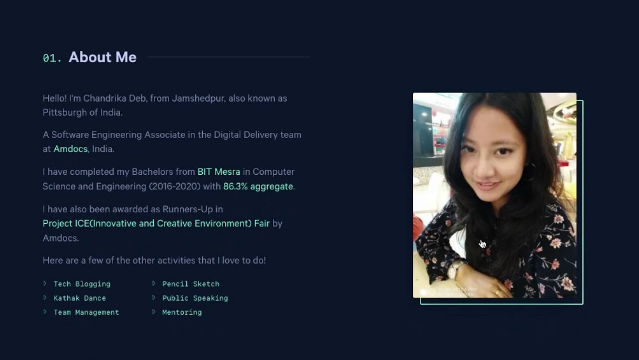 01. About Me
Hello! I'm Chandrika Deb, from Jamshedpur, also known as
Pittsburgh of India.
A Software Engineering Associate in the Digital Delivery team
at Amdocs, India.
I have completed my Bachelors from BIT Mesra in Computer
Science and Engineering (2016-2020) with 86.3% aggregate.
I have also been awarded as Runners-Up in
Project ICE(Innovative and Creative Environment) Fair by
Amdocs.
Here are a few of the other activities that I love to do!
Tech Blogging Pencil Sketch
Kathak Dance Public Speaking
Team Management Mentoring